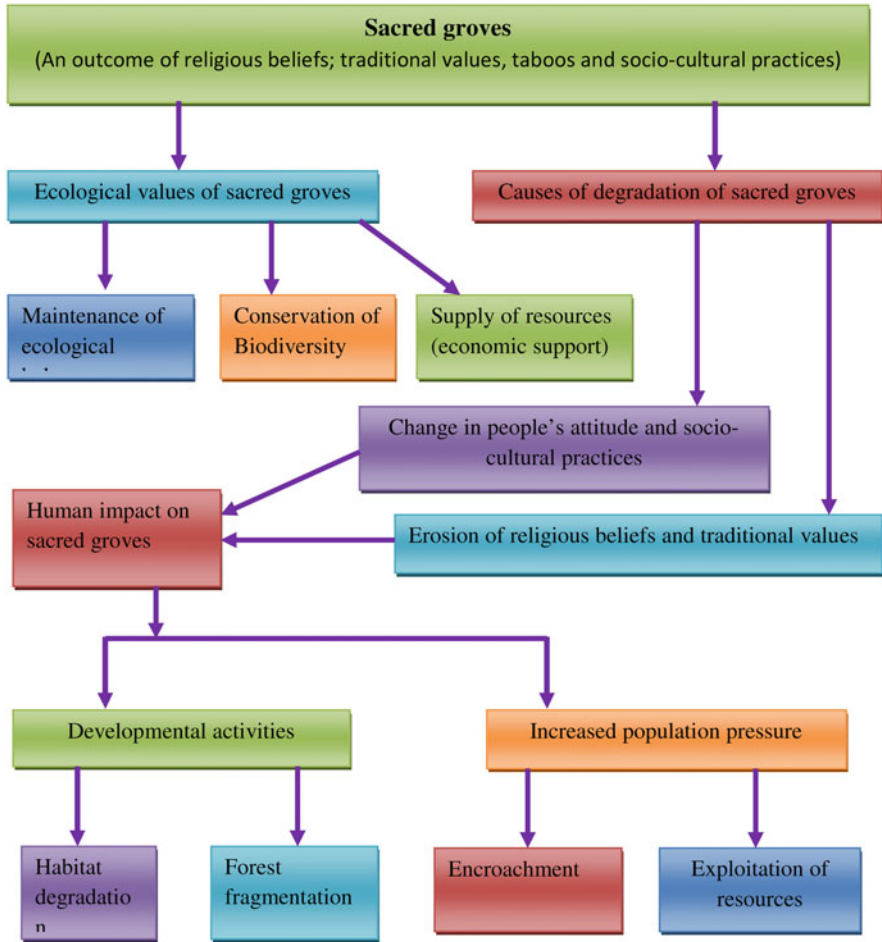 Sacred groves
(An outcome of religious beliefs; traditional values, taboos and socio-cultural practices)
Ecological values of sacred groves
Causes of degradation of sacred groves
Maintenance of
ecological
Conservation of
Biodiversity
Supply of resources
(economic support)
Change in people’s attitude and socio-
cultural practices
Human impact on
sacred groves
Erosion of religious beliefs and traditional values
Developmental activities
Increased population pressure
Habitat
degradatio
n
Forest
fragmentation
Encroachment
Exploitation of
resources